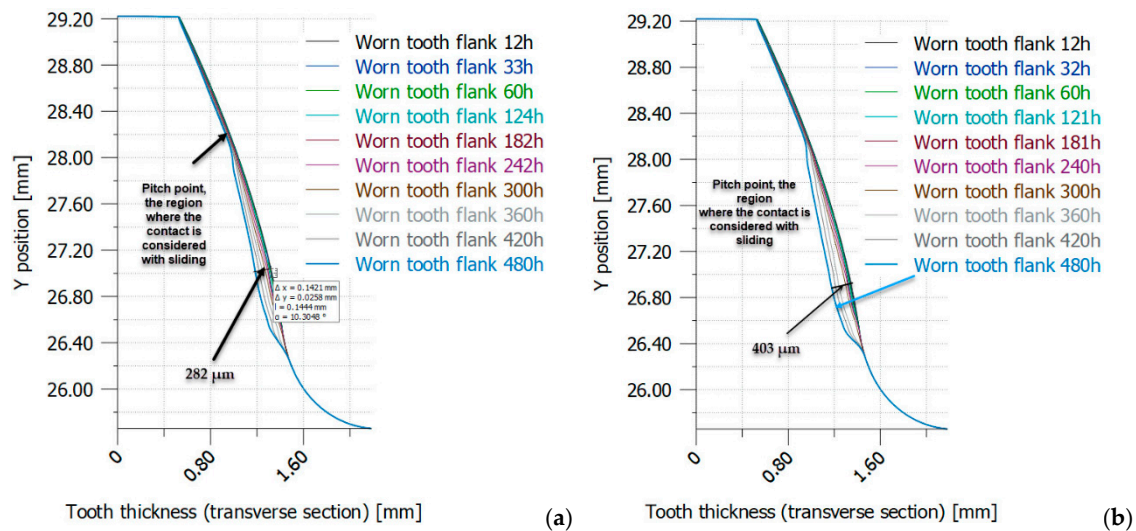 29.20
28.80
28.40
28.00
27.60
27.20
26.80
26.40
26.00
Y position [mm]
Worn tooth flank 12h
Worn tooth flank 33h
Worn tooth flank 60h
Worn tooth flank 124h
Worn tooth flank 182h
Worn tooth flank 242h
Worn tooth flank 300h
Worn tooth flank 360h
Worn tooth flank 420h
Worn tooth flank 480h
Pitch point,
the region
where the
contact is
considered
with sliding
Δ x = 0.1421 mm
Δ y = 0.0258 mm
l = 0.1444 mm
α = 10.3048 °
282 μm
0
0.80
1.60
Tooth thickness (transverse section) [mm]
(a)
29.20
28.80
28.40
28.00
27.60
27.20
26.80
26.40
26.00
Y position [mm]
Worn tooth flank 12h
Worn tooth flank 32h
Worn tooth flank 60h
Worn tooth flank 121h
Worn tooth flank 181h
Worn tooth flank 240h
Worn tooth flank 300h
Worn tooth flank 360h
Worn tooth flank 420h
Worn tooth flank 480h
Pitch point, the
region
where the contact is
considered with
sliding
403 μm
0
0.80
1.60
Tooth thickness (transverse section) [mm]
(b)